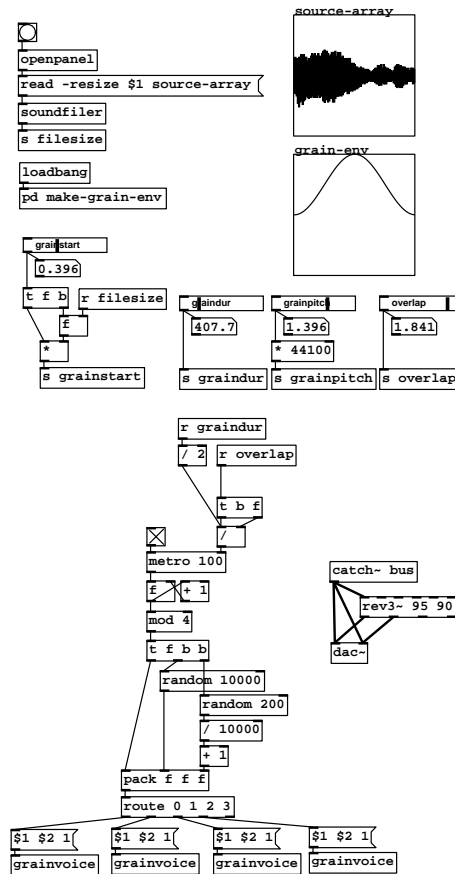 source-array
openpanel
read -resize $1 source-array
soundfiler
s filesize
grain-env
loadbang
pd make-grain-env
grainstart
0.396
t f b
r filesize
f
*
s grainstart
graindur
407.7
s graindur
grainpitch
1.396
* 44100
s grainpitch
overlap
1.841
s overlap
r graindur
/ 2
r overlap
t b f
/
metro 100
f
+ 1
mod 4
t f b b
random 10000
random 200
/ 10000
+ 1
pack f f f
route 0 1 2 3
catch~ bus
rev3~ 95 90
dac~
$1 $2 1
$1 $2 1
$1 $2 1
$1 $2 1
grainvoice
grainvoice
grainvoice
grainvoice